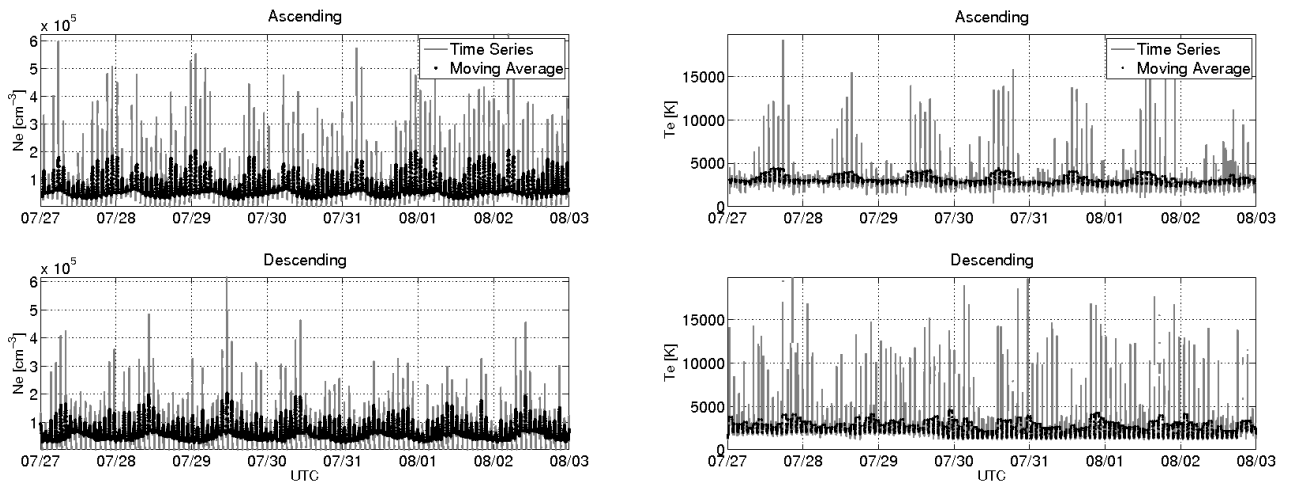 Ascending
x 10^5
Ne [cm^-3]
6
5
4
3
2
1
Time Series
Moving Average
07/27 07/28 07/29 07/30 07/31 08/01 08/02 08/03
Ascending
Te [K]
15000
10000
5000
0
Time Series
Moving Average
07/27 07/28 07/29 07/30 07/31 08/01 08/02 08/03
Descending
x 10^5
Ne [cm^-3]
6
5
4
3
2
1
07/27 07/28 07/29 07/30 07/31 08/01 08/02 08/03
UTC
Descending
Te [K]
15000
10000
5000
0
07/27 07/28 07/29 07/30 07/31 08/01 08/02 08/03
UTC